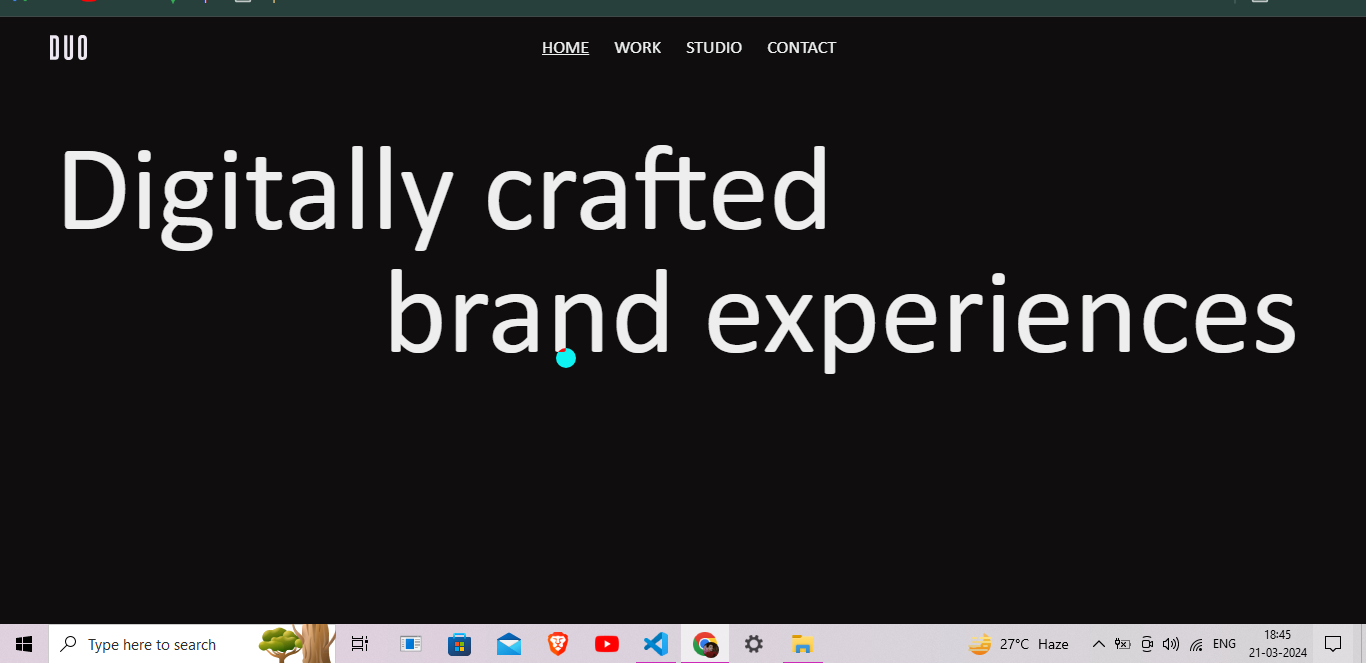 DUO
HOME WORK STUDIO CONTACT
Digitally crafted
brand experiences
Type here to search
27°C Haze
ENG
18:45
21-03-2024